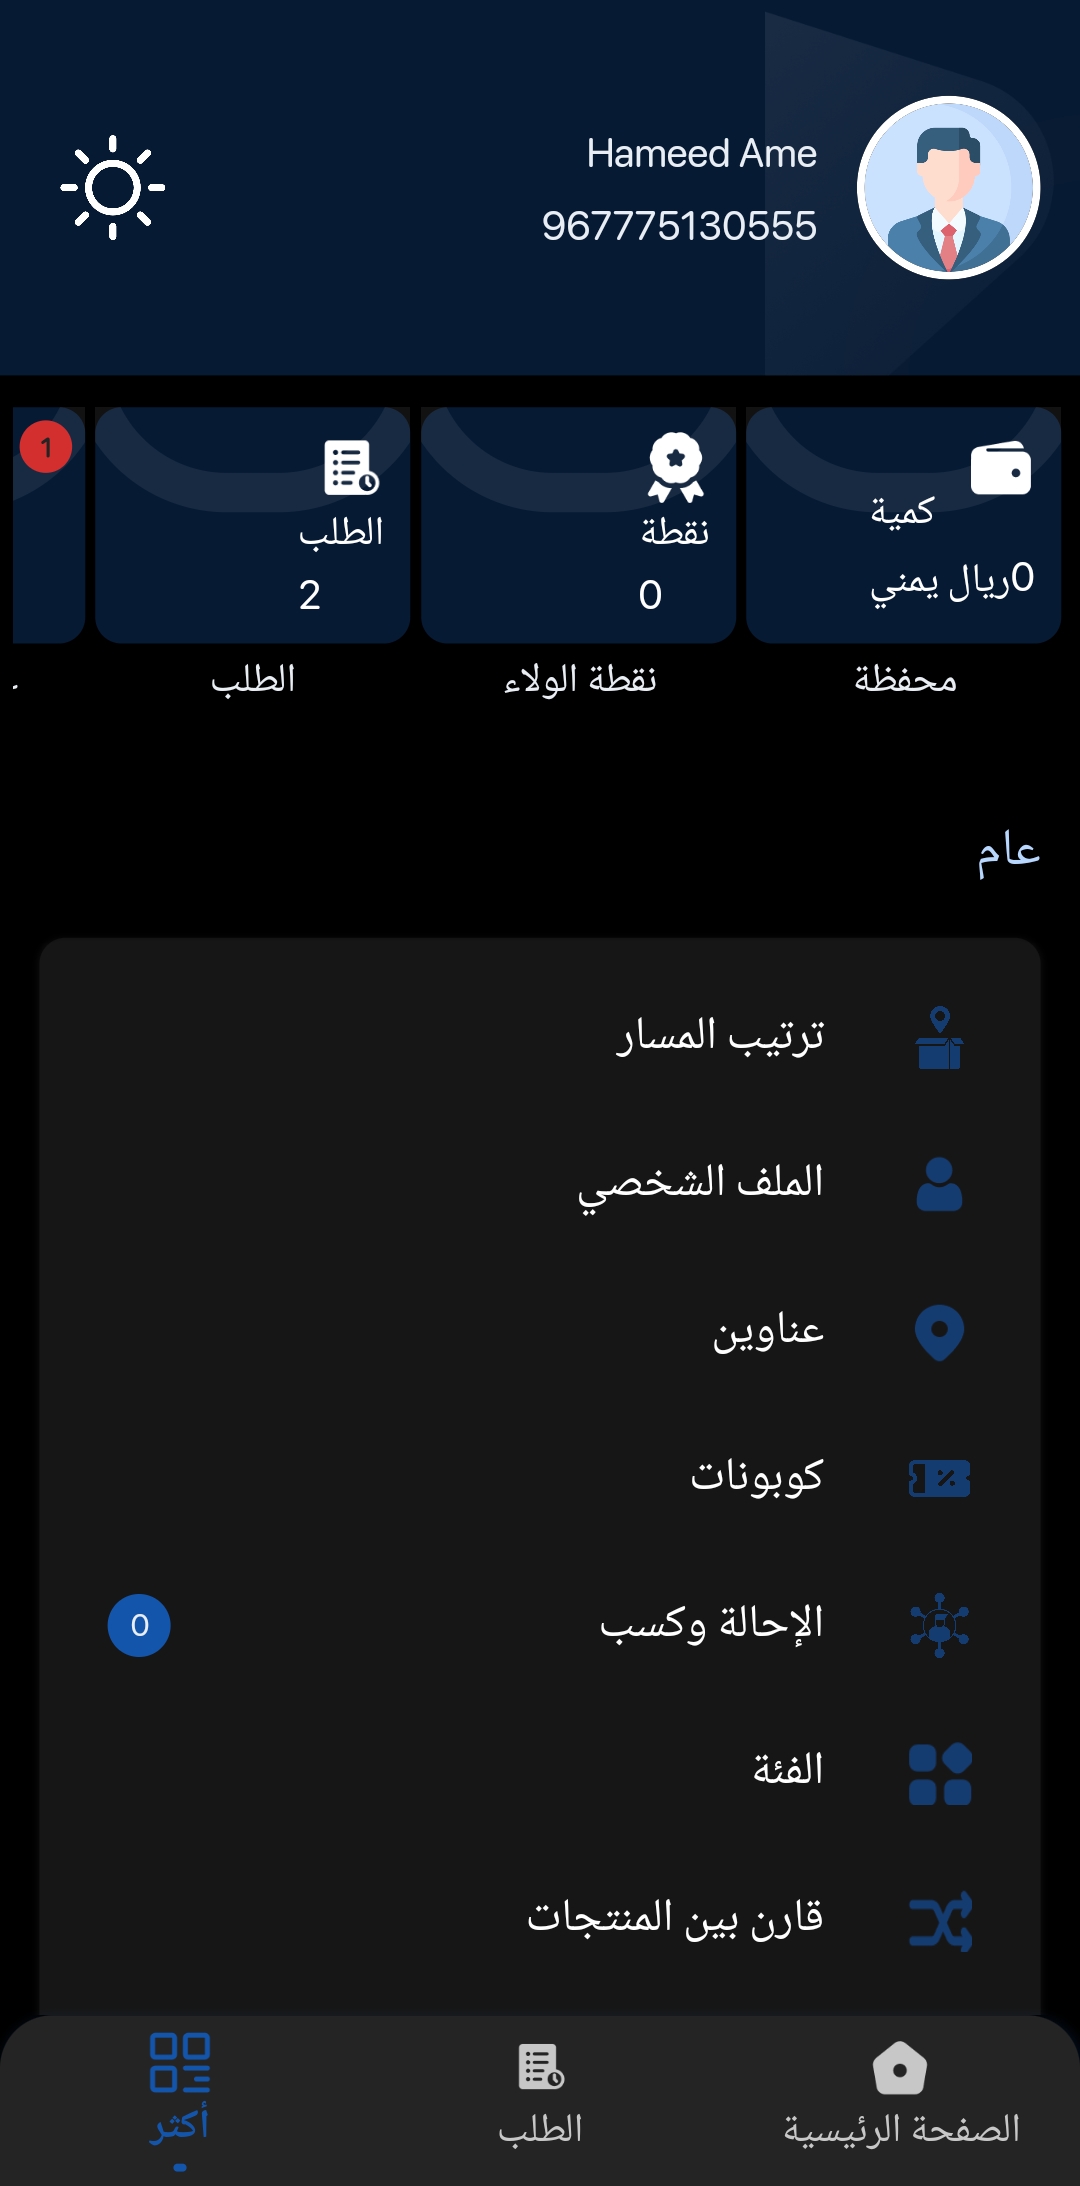 Hameed Ame
967775130555
كمية
0ريال يمني
محفظة
نقطة
0
نقطة الولاء
الطلب
2
الطلب
1
عام
ترتيب المسار
الملف الشخصي
عناوين
كوبونات
الإحالة وكسب
0
الفئة
قارن بين المنتجات
الصفحة الرئيسية
الطلب
أكثر